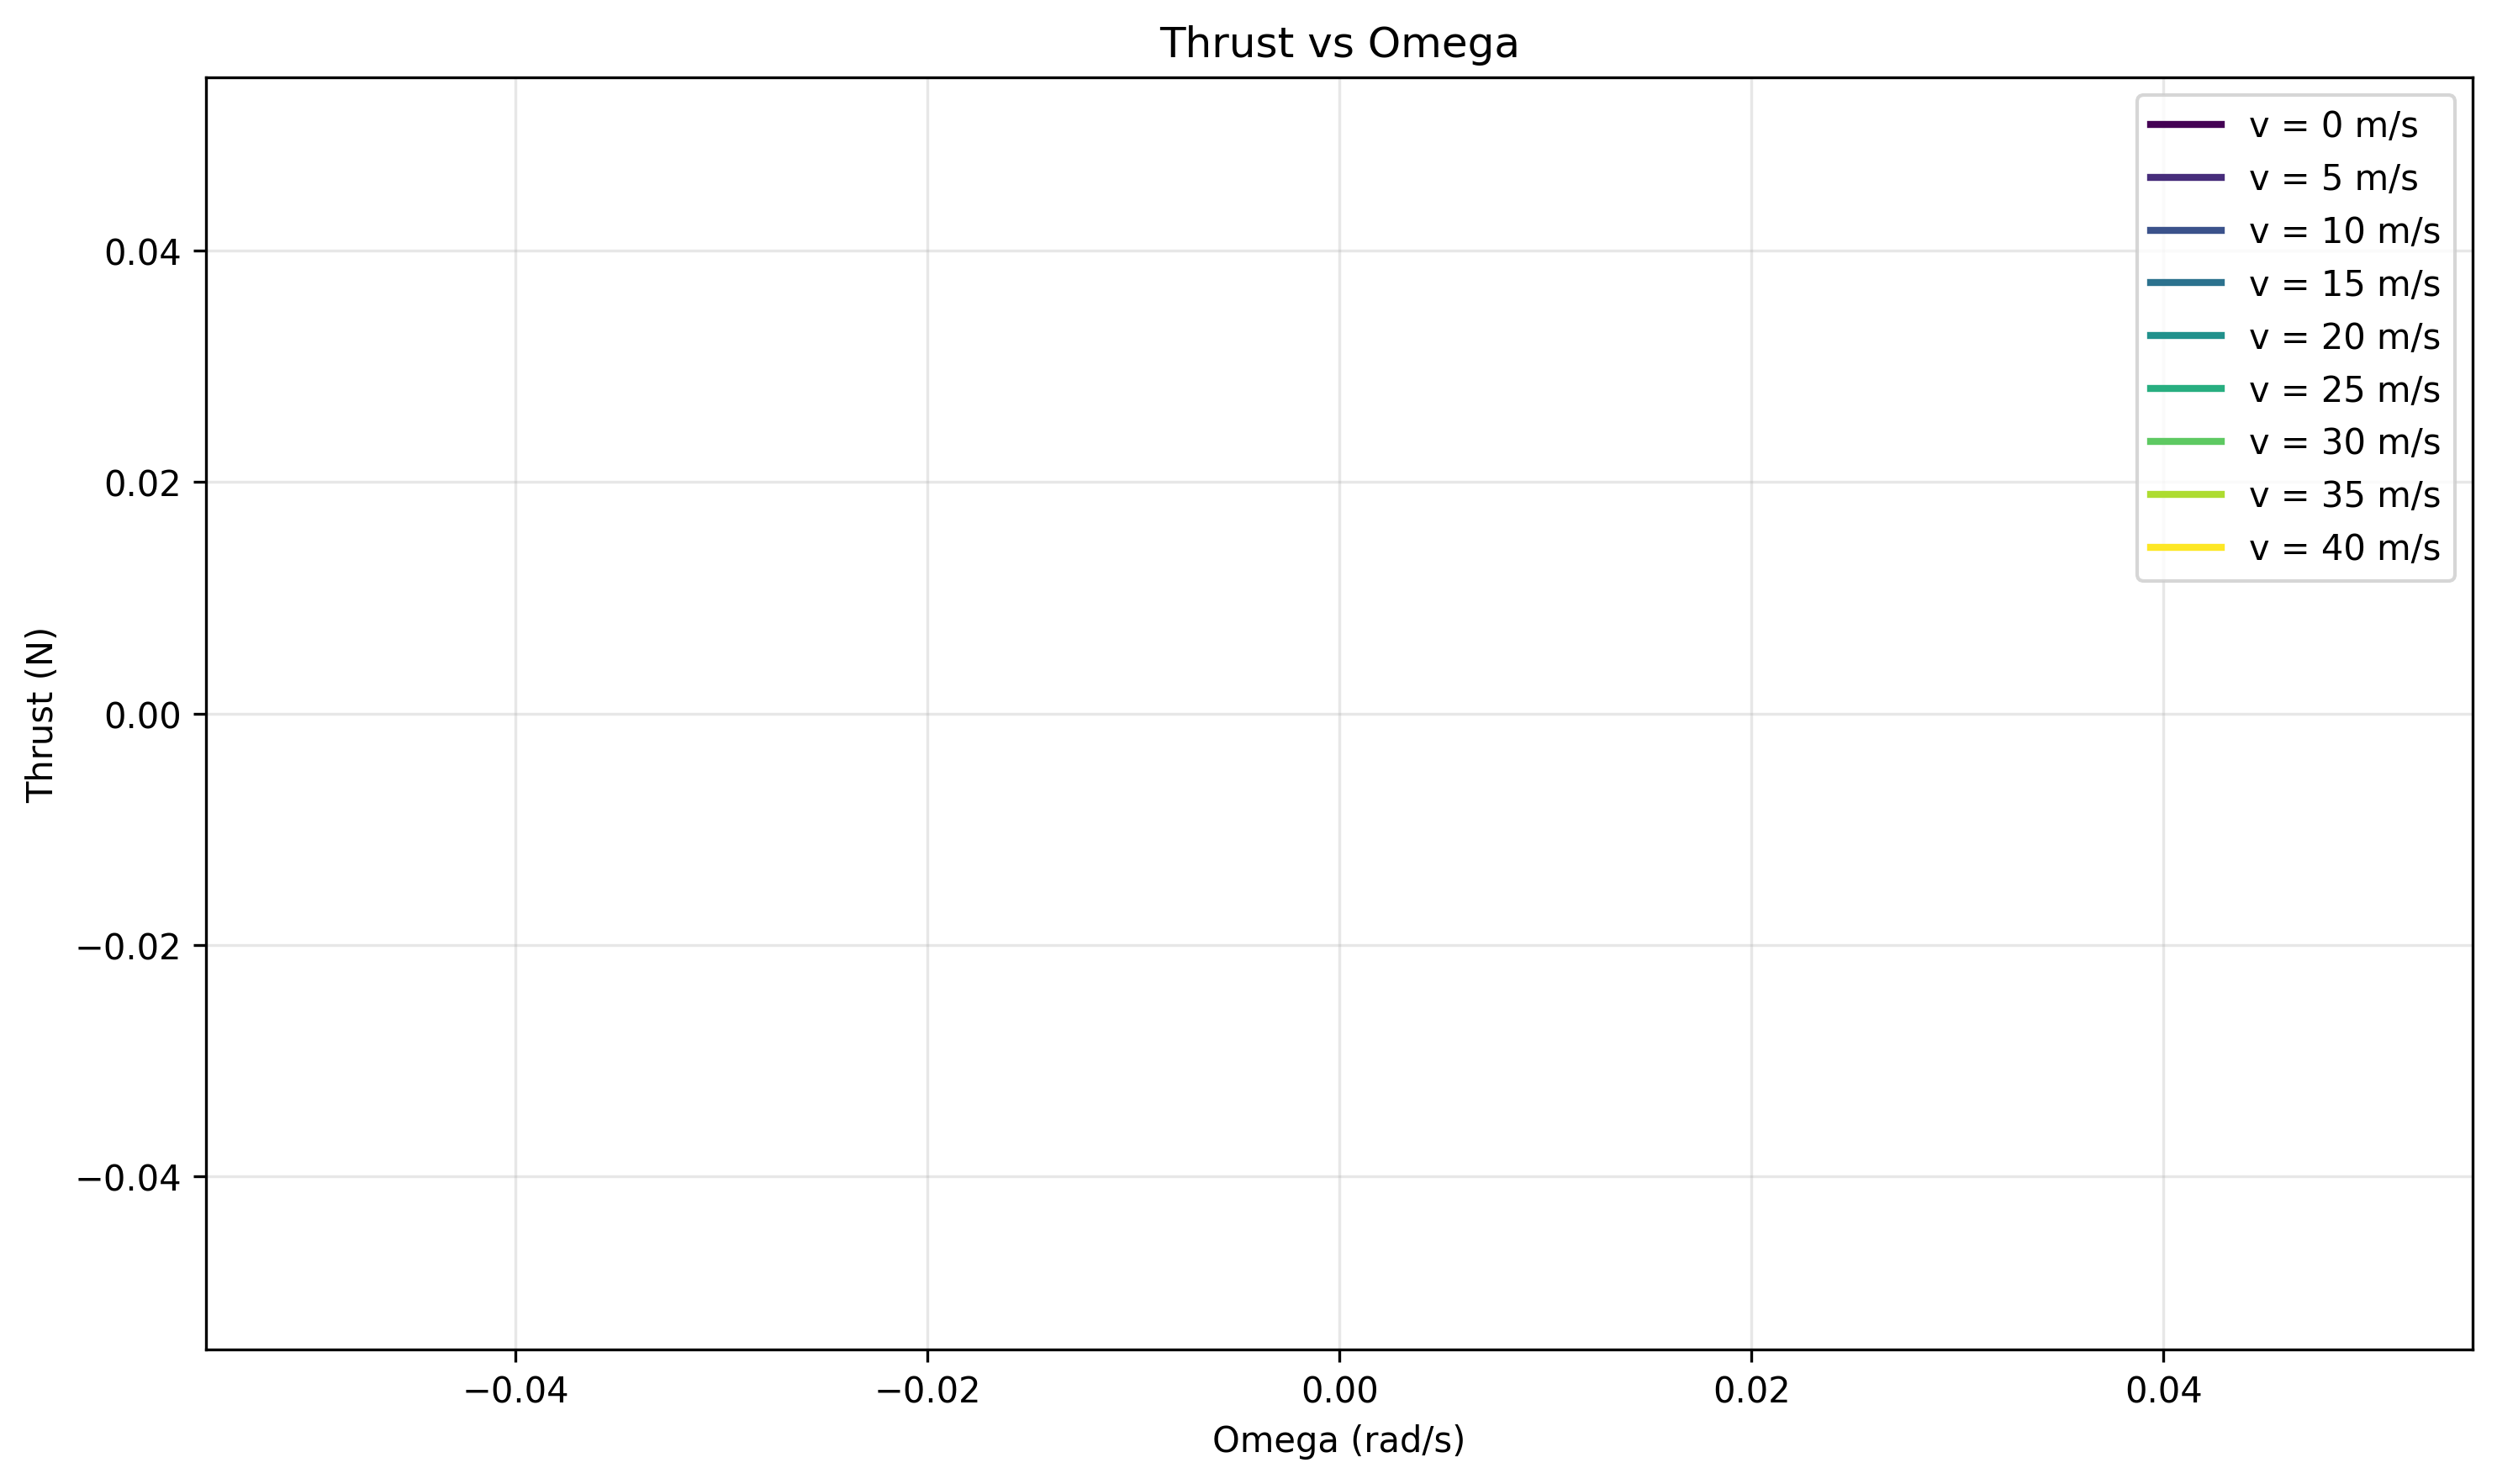 Thrust vs Omega
v = 0 m/s
v = 5 m/s
v = 10 m/s
v = 15 m/s
v = 20 m/s
v = 25 m/s
v = 30 m/s
v = 35 m/s
v = 40 m/s
Thrust (N)
0.04
0.02
0.00
−0.02
−0.04
−0.04
−0.02
0.00
0.02
0.04
Omega (rad/s)